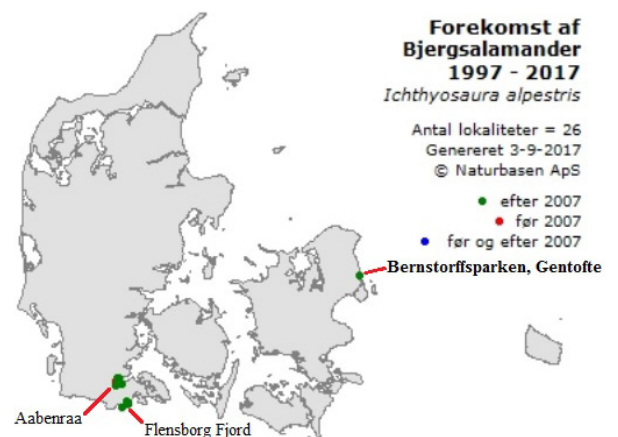 Forekomst af
Bjergsalamander
1997 - 2017
Ichthyosaura alpestris
Antal lokaliteter = 26
Genereret 3-9-2017
© Naturbasen ApS
efter 2007
før 2007
før og efter 2007
Bernstorffsparken, Gentofte
Aabenraa
Flensborg Fjord